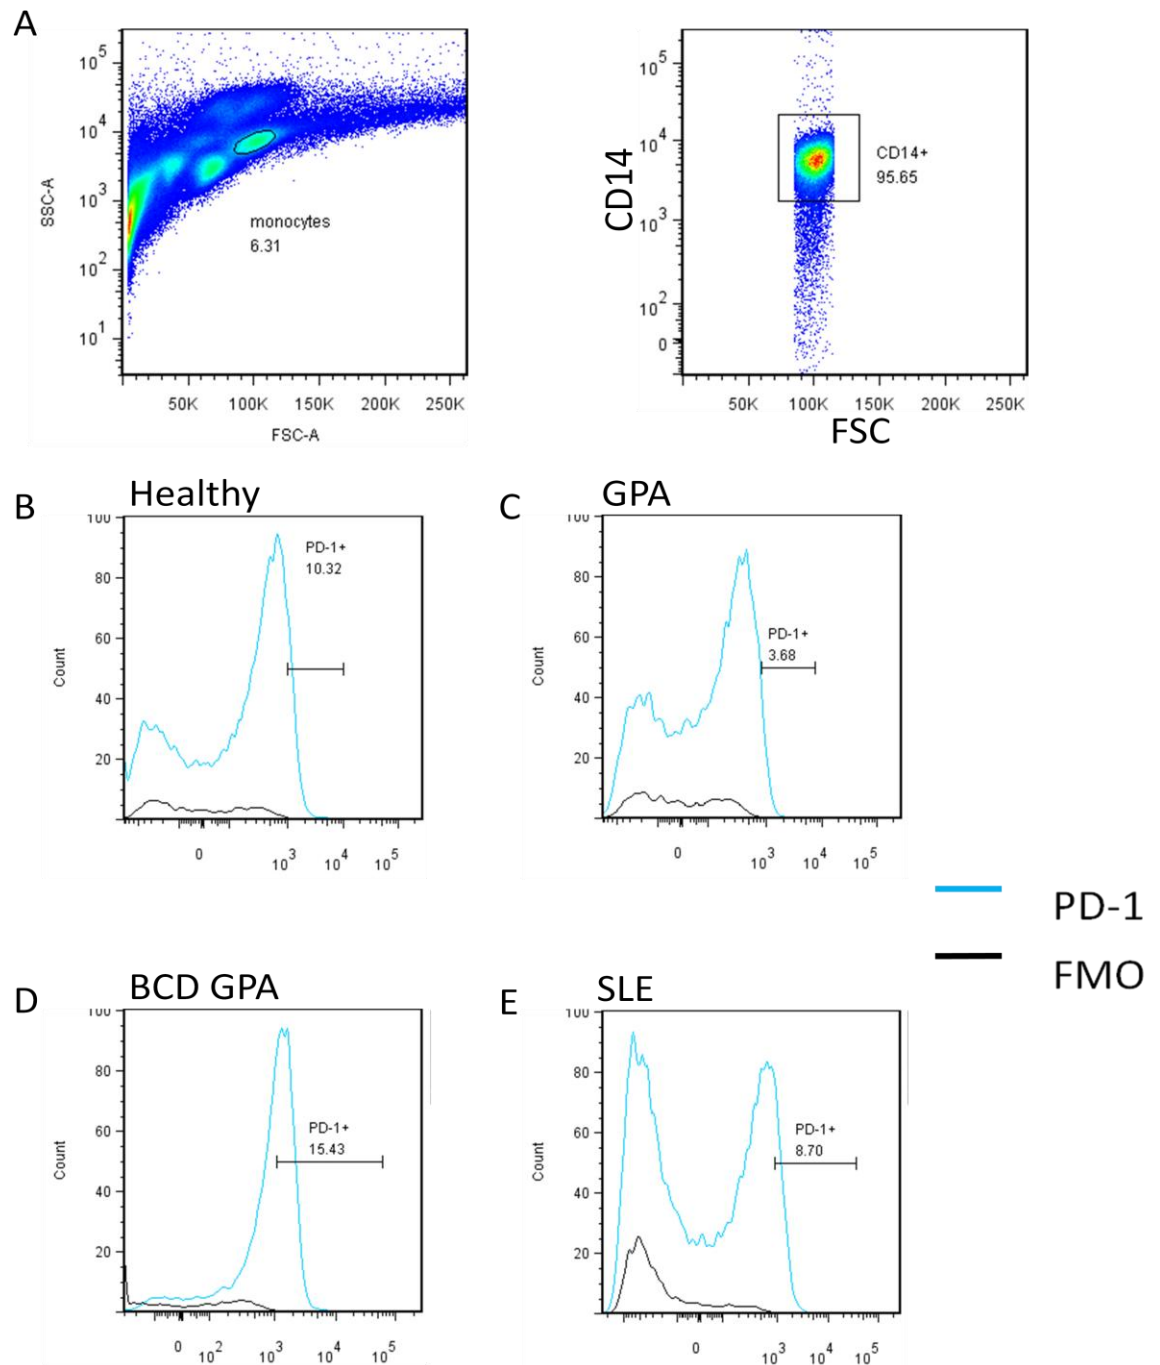 A
SSC-A
10^5
10^4
10^3
10^2
10^1
monocytes
6.31
50K 100K 150K 200K 250K
FSC-A
CD14
10^5
10^4
10^3
10^2
0
CD14+
95.65
50K 100K 150K 200K 250K
FSC
B
Healthy
Count
100
80
60
40
20
PD-1+
10.32
0 10^3 10^4 10^5
C
GPA
Count
100
80
60
40
20
PD-1+
3.68
0 10^3 10^4 10^5
PD-1
FMO
D
BCD GPA
Count
100
80
60
40
20
PD-1+
15.43
0 10^2 10^3 10^4 10^5
E
SLE
Count
100
80
60
40
20
PD-1+
8.70
0 10^3 10^4 10^5